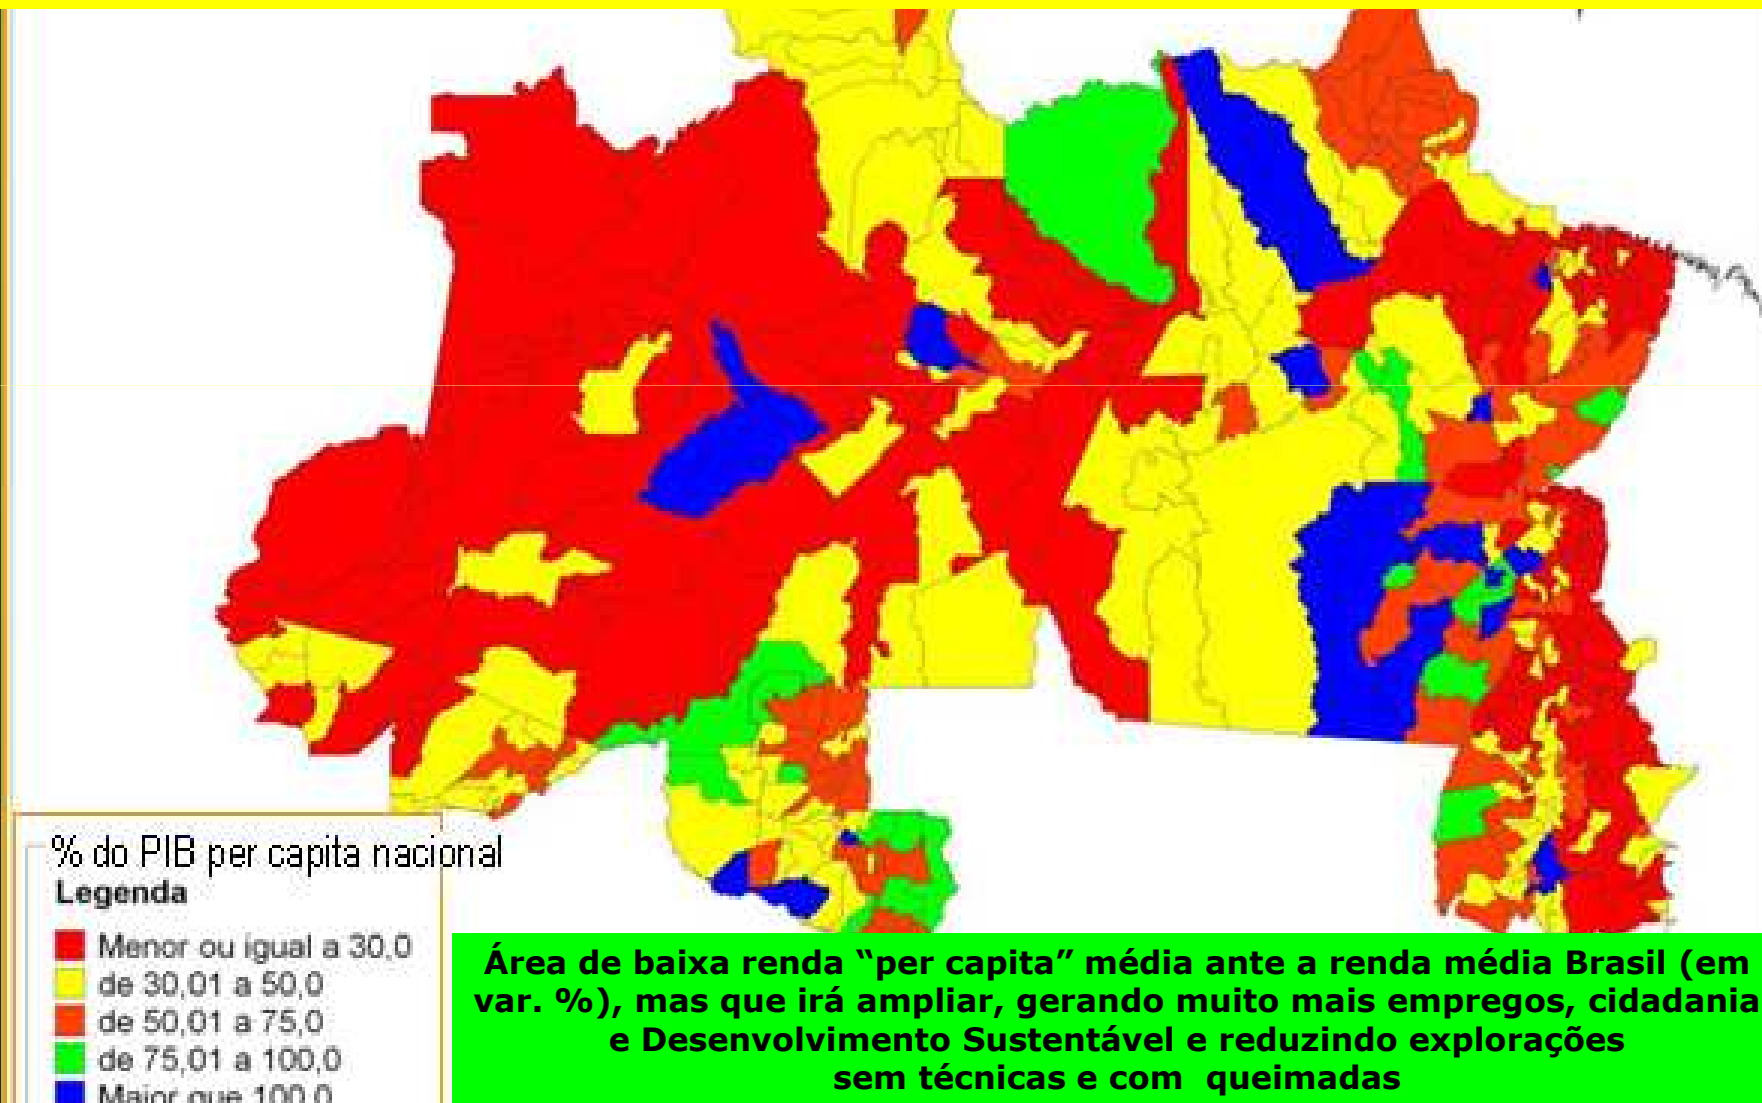 % do PIB per capita nacional
Legenda
Menor ou igual a 30,0
de 30,01 a 50,0
de 50,01 a 75,0
de 75,01 a 100,0
Maior que 100,0
Área de baixa renda “per capita” média ante a renda média Brasil (em
var. %), mas que irá ampliar, gerando muito mais empregos, cidadania
e Desenvolvimento Sustentável e reduzindo explorações
sem técnicas e com queimadas